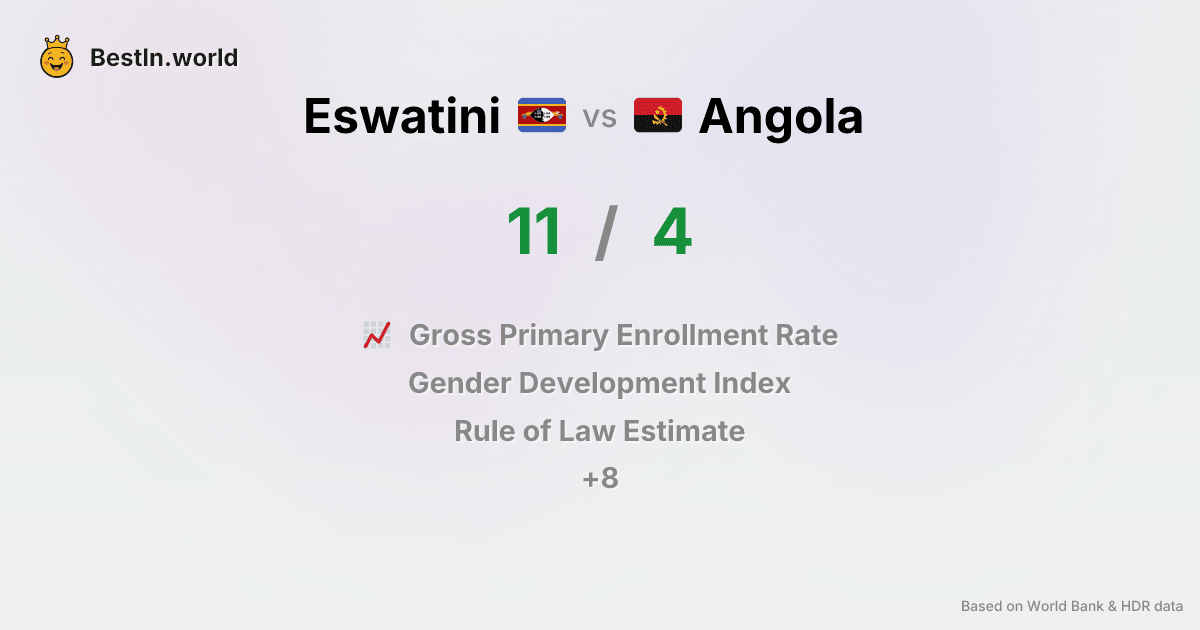 BestIn.world
Eswatini vs Angola
11 / 4
Gross Primary Enrollment Rate
Gender Development Index
Rule of Law Estimate
+8
Based on World Bank & HDR data